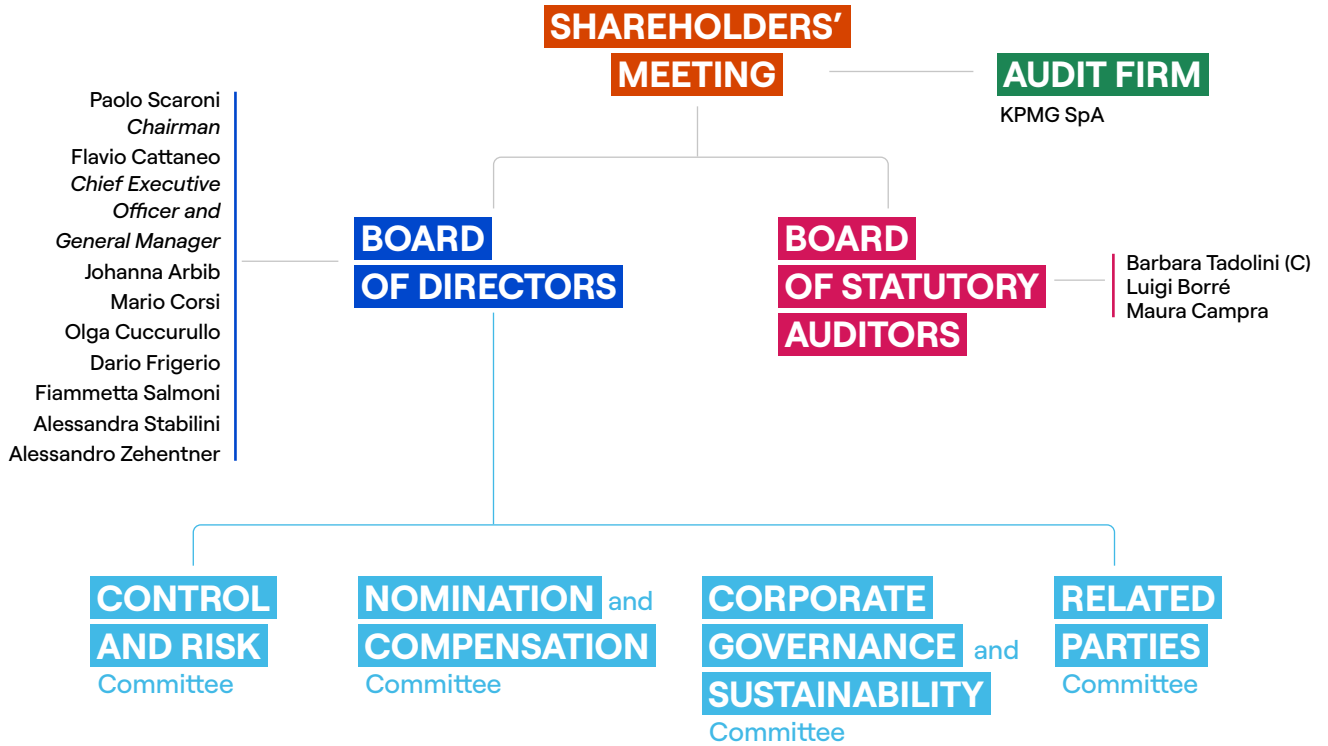 SHAREHOLDERS’
MEETING
AUDIT FIRM
KPMG SpA
Paolo Scaroni
Chairman
Flavio Cattaneo
Chief Executive
Officer and
General Manager
Johanna Arbib
Mario Corsi
Olga Cuccurullo
Dario Frigerio
Fiammetta Salmoni
Alessandra Stabilini
Alessandro Zehentner
BOARD
OF DIRECTORS
BOARD
OF STATUTORY
AUDITORS
Barbara Tadolini (C)
Luigi Borré
Maura Campra
CONTROL
AND RISK
Committee
NOMINATION and
COMPENSATION
Committee
CORPORATE
GOVERNANCE and
SUSTAINABILITY
Committee
RELATED
PARTIES
Committee